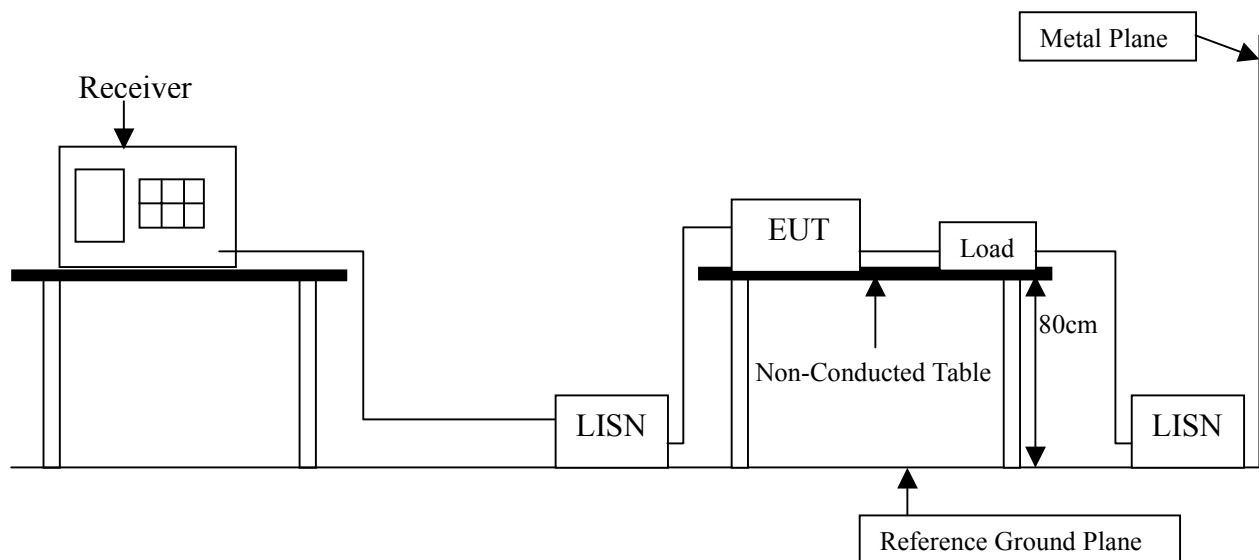 Metal Plane
Receiver
EUT
Load
80cm
Non-Conducted Table
LISN
LISN
Reference Ground Plane